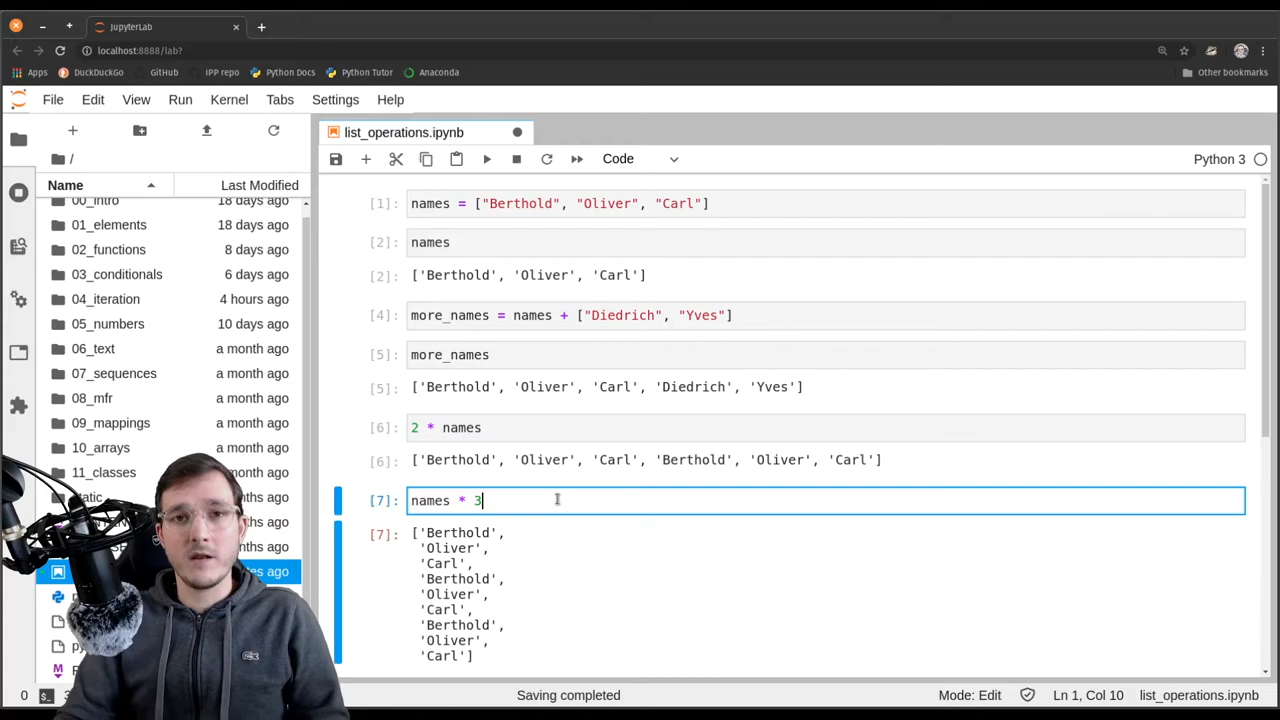 JupyterLab
localhost:8888/lab?
Apps DuckDuckGo GitHub IPP repo Python Docs Python Tutor Anaconda Other bookmarks
File Edit View Run Kernel Tabs Settings Help
list_operations.ipynb
/
Code Python 3
Name Last Modified
00_intro 18 days ago
01_elements 18 days ago
02_functions 8 days ago
03_conditionals 6 days ago
04_iteration 4 hours ago
05_numbers 10 days ago
06_text a month ago
07_sequences a month ago
08_mfr a month ago
09_mappings a month ago
10_arrays a month ago
11_classes a month ago
static
ago
[1]: names = ["Berthold", "Oliver", "Carl"]
[2]: names
[2]: ['Berthold', 'Oliver', 'Carl']
[4]: more_names = names + ["Diedrich", "Yves"]
[5]: more_names
[5]: ['Berthold', 'Oliver', 'Carl', 'Diedrich', 'Yves']
[6]: 2 * names
[6]: ['Berthold', 'Oliver', 'Carl', 'Berthold', 'Oliver', 'Carl']
[7]: names * 3
[7]: ['Berthold',
'Oliver',
'Carl',
'Berthold',
'Oliver',
'Carl',
'Berthold',
'Oliver',
'Carl']
0 Saving completed Mode: Edit Ln 1, Col 10 list_operations.ipynb